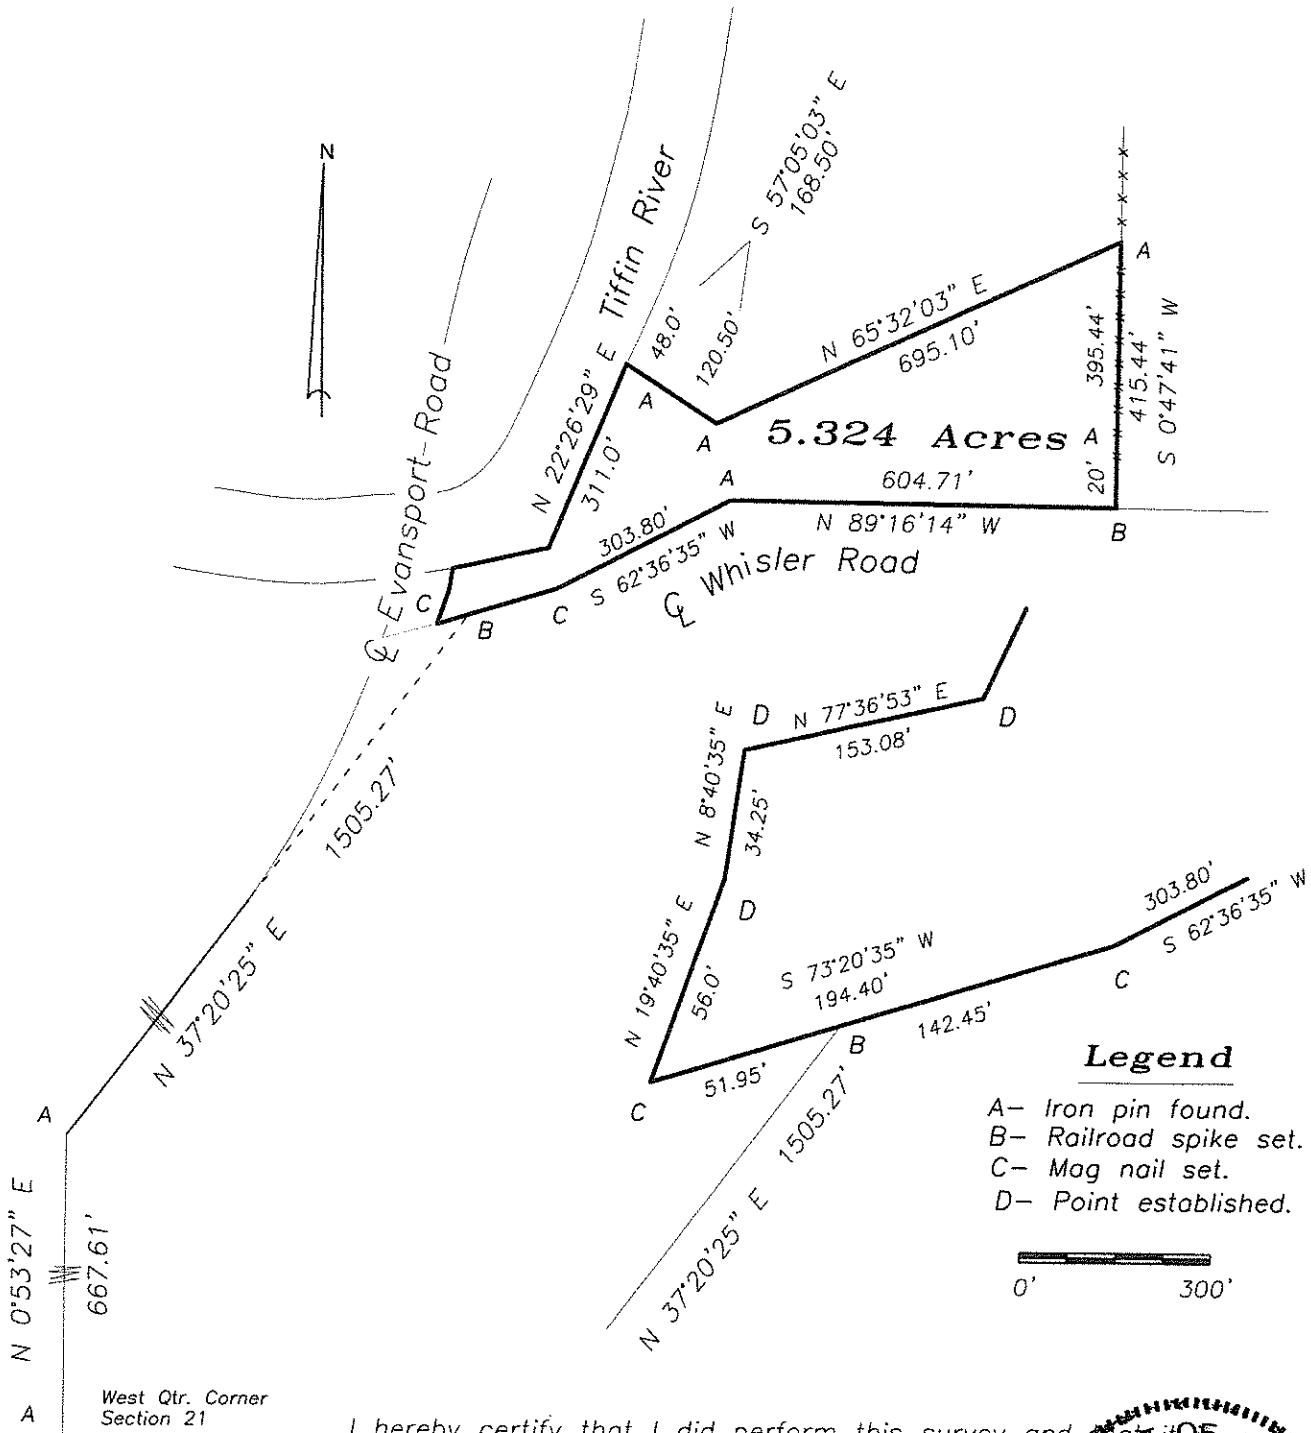 N
Tiffin River
S 57°05'03" E
168.50'
48.0'
120.50'
N 65°32'03" E
695.10'
A
395.44'
415.44'
S 0°47'41" W
A
20'
B
5.324 Acres
604.71'
N 89°16'14" W
A
A
A
N 22°26'29" E
311.0'
303.80'
S 62°36'35" W
℄ Whisler Road
℄ Evansport Road
C
B
C
1505.27'
N 37°20'25" E
A
N 0°53'27" E
667.61'
A
West Qtr. Corner
Section 21
N 8°40'35" E
D
N 77°36'53" E
153.08'
D
34.25'
N 19°40'35" E
D
56.0'
S 73°20'35" W
194.40'
303.80'
S 62°36'35" W
C
142.45'
B
51.95'
C
1505.27'
N 37°20'25" E
Legend
A– Iron pin found.
B– Railroad spike set.
C– Mag nail set.
D– Point established.
0' 300'
I hereby certify that I did perform this survey and
OF